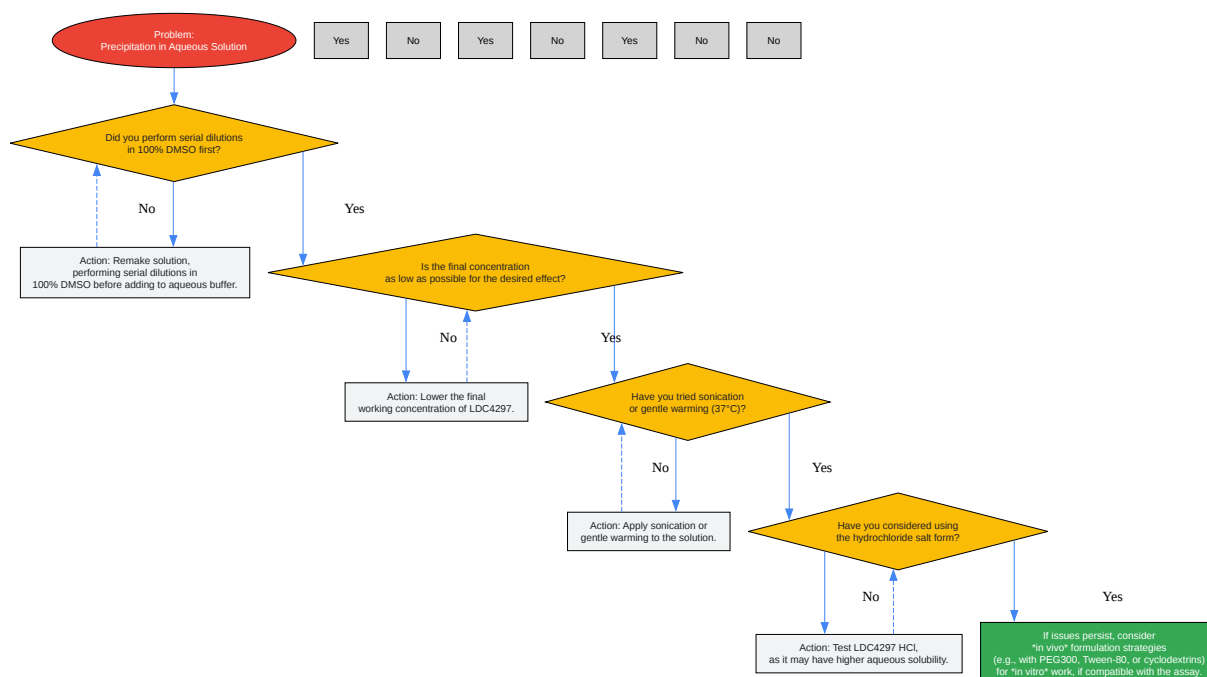 Problem:
Precipitation in Aqueous Solution
Yes
No
Yes
No
Yes
No
No
Did you perform serial dilutions
in 100% DMSO first?
No
Yes
Action: Remake solution,
performing serial dilutions in
100% DMSO before adding to aqueous buffer.
Is the final concentration
as low as possible for the desired effect?
No
Yes
Action: Lower the final
working concentration of LDC4297.
Have you tried sonication
or gentle warming (37°C)?
No
Yes
Action: Apply sonication or
gentle warming to the solution.
Have you considered using
the hydrochloride salt form?
No
Yes
Action: Test LDC4297 HCl,
as it may have higher aqueous solubility.
If issues persist, consider
*in vivo* formulation strategies
(e.g., with PEG300, Tween-80, or cyclodextrins)
for *in vitro* work, if compatible with the assay.